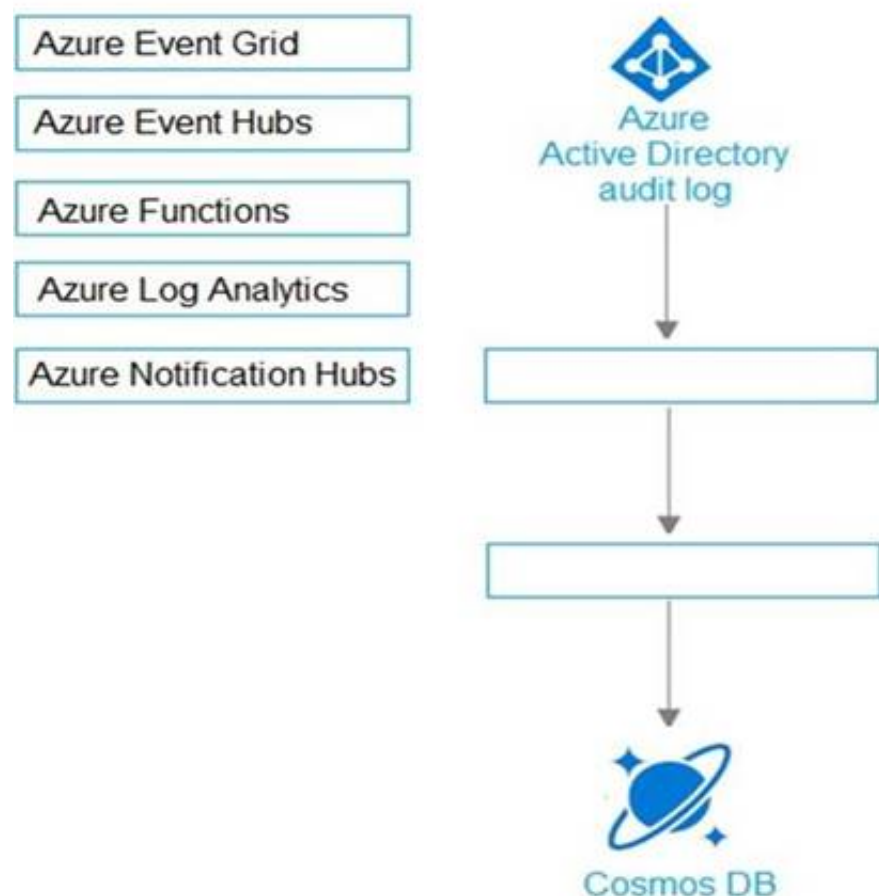 Azure Event Grid
Azure Event Hubs
Azure Functions
Azure Log Analytics
Azure Notification Hubs
Azure
Active Directory
audit log
Cosmos DB